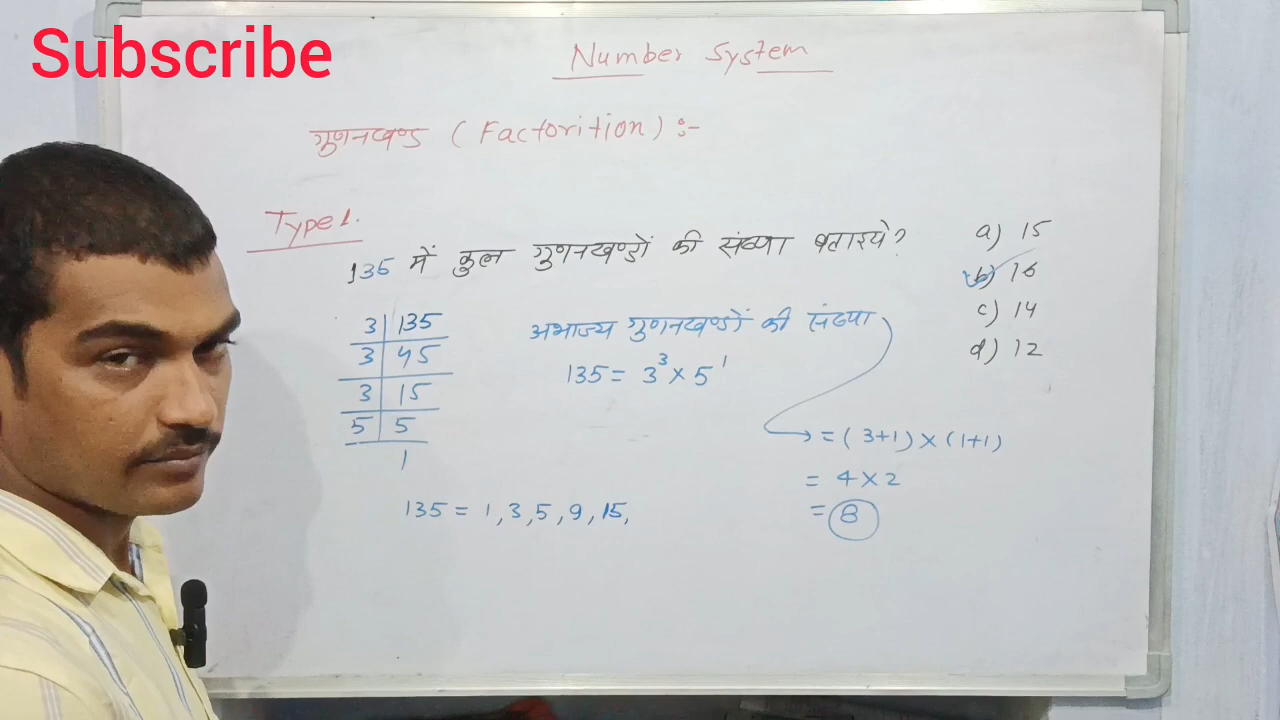 Subscribe
Number System
गुणनखण्ड (Factorition) :-
Type 1.
135 में कुल गुणनखण्डों की संख्या बताइये?
a) 15
b) 16
c) 14
d) 12
3 | 135
3 | 45
3 | 15
5 | 5
1
अभाज्य गुणनखण्डों की संख्या
135 = 3³ × 5¹
= (3+1) × (1+1)
= 4 × 2
= 8
135 = 1, 3, 5, 9, 15,